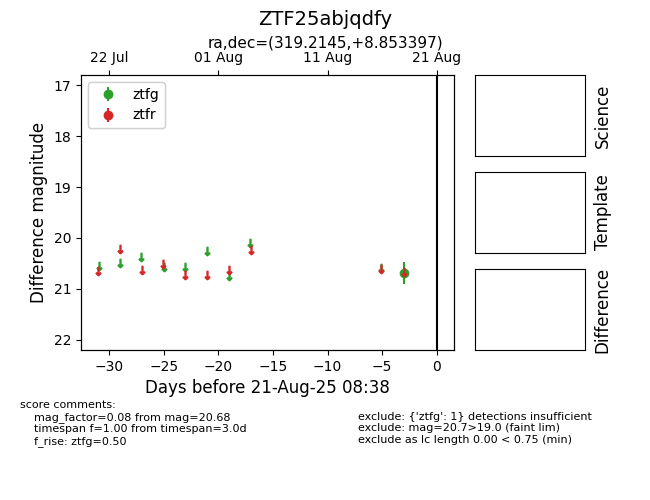 ZTF25abjqdfy
ra,dec=(319.2145,+8.853397)
22 Jul 01 Aug 11 Aug 21 Aug
ztfg
ztfr
17
18
19
20
21
22
Difference magnitude
−30 −25 −20 −15 −10 −5 0
Days before 21-Aug-25 08:38
Science
Template
Difference
score comments:
mag_factor=0.08 from mag=20.68
timespan f=1.00 from timespan=3.0d
f_rise: ztfg=0.50
exclude: {'ztfg': 1} detections insufficient
exclude: mag=20.7>19.0 (faint lim)
exclude as lc length 0.00 < 0.75 (min)